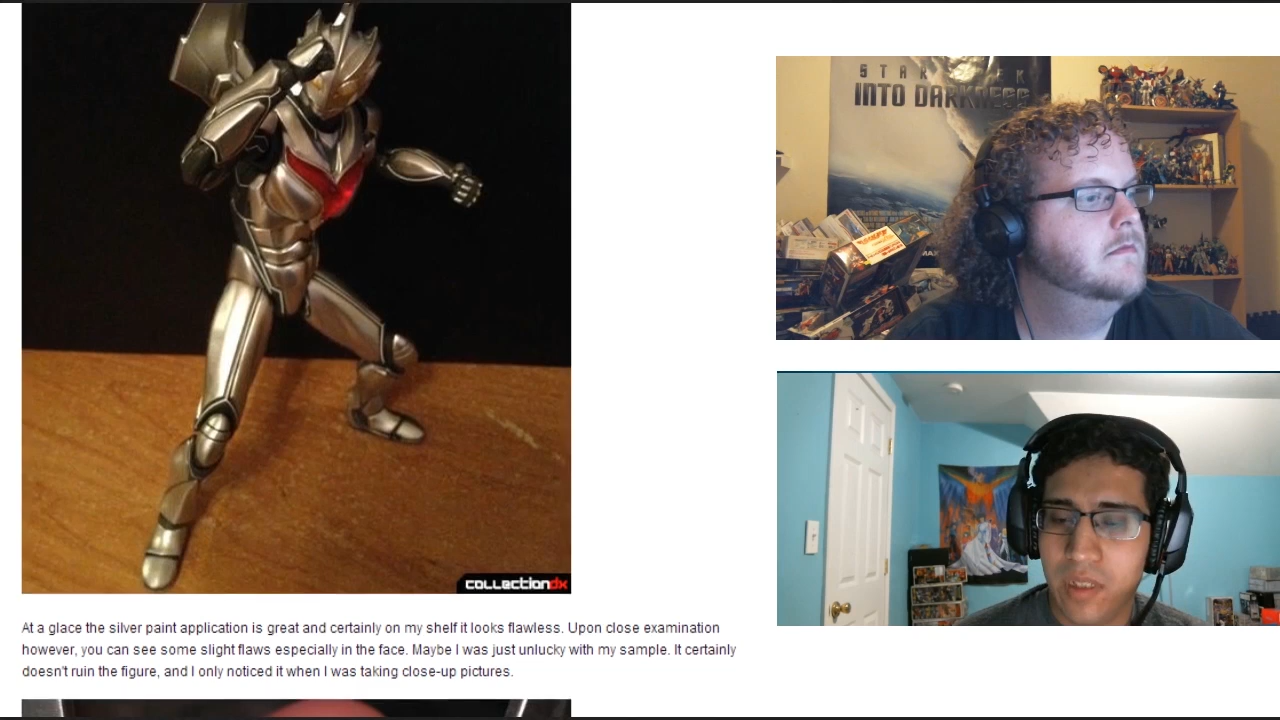 STAR TREK
INTO DARKNESS
COLLECTIONDX
At a glace the silver paint application is great and certainly on my shelf it looks flawless. Upon close examination
however, you can see some slight flaws especially in the face. Maybe I was just unlucky with my sample. It certainly
doesn't ruin the figure, and I only noticed it when I was taking close-up pictures.